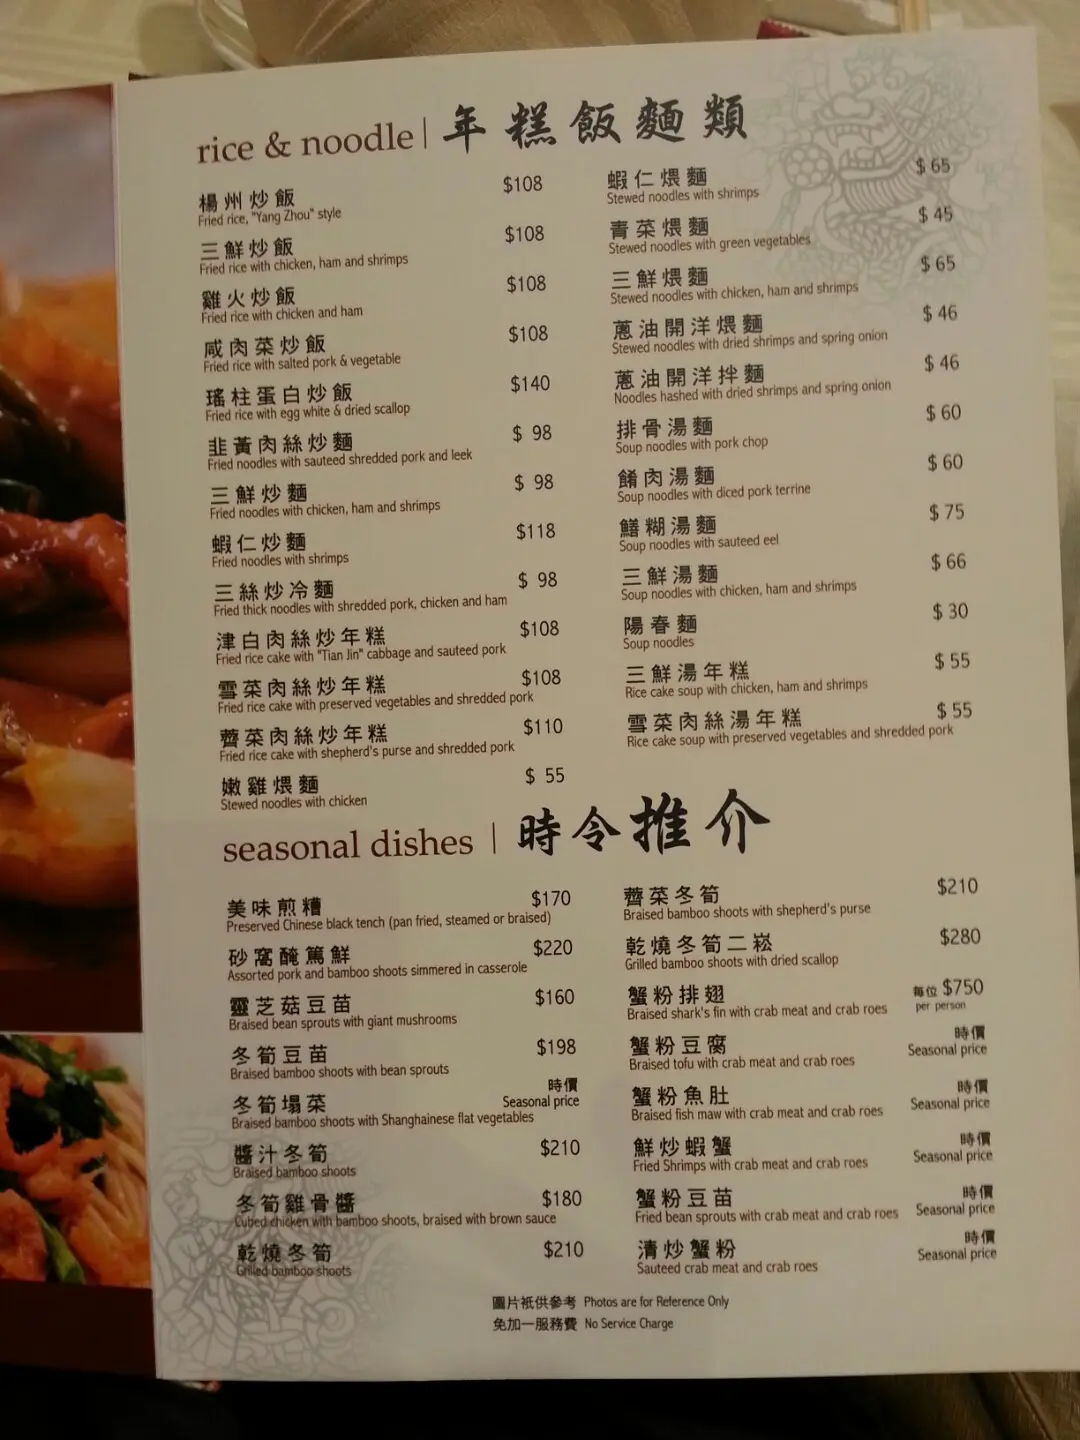 rice & noodle | 年糕飯麵類
楊州炒飯 $108
Fried rice, "Yang Zhou" style
三鮮炒飯 $108
Fried rice with chicken, ham and shrimps
雞火炒飯 $108
Fried rice with chicken and ham
咸肉菜炒飯 $108
Fried rice with salted pork & vegetable
瑤柱蛋白炒飯 $140
Fried rice with egg white & dried scallop
韭黃肉絲炒麵 $ 98
Fried noodles with sauteed shredded pork and leek
三鮮炒麵 $ 98
Fried noodles with chicken, ham and shrimps
蝦仁炒麵 $118
Fried noodles with shrimps
三絲炒冷麵 $ 98
Fried thick noodles with shredded pork, chicken and ham
津白肉絲炒年糕 $108
Fried rice cake with "Tian Jin" cabbage and sauteed pork
雪菜肉絲炒年糕 $108
Fried rice cake with preserved vegetables and shredded pork
薺菜肉絲炒年糕 $110
Fried rice cake with shepherd's purse and shredded pork
嫩雞煨麵 $ 55
Stewed noodles with chicken
蝦仁煨麵 $ 65
Stewed noodles with shrimps
青菜煨麵 $ 45
Stewed noodles with green vegetables
三鮮煨麵 $ 65
Stewed noodles with chicken, ham and shrimps
蔥油開洋煨麵 $ 46
Stewed noodles with dried shrimps and spring onion
蔥油開洋拌麵 $ 46
Noodles hashed with dried shrimps and spring onion
排骨湯麵 $ 60
Soup noodles with pork chop
餚肉湯麵 $ 60
Soup noodles with diced pork terrine
鱔糊湯麵 $ 75
Soup noodles with sauteed eel
三鮮湯麵 $ 66
Soup noodles with chicken, ham and shrimps
陽春麵 $ 30
Soup noodles
三鮮湯年糕 $ 55
Rice cake soup with chicken, ham and shrimps
雪菜肉絲湯年糕 $ 55
Rice cake soup with preserved vegetables and shredded pork
seasonal dishes | 時令推介
美味煎糟 $170
Preserved Chinese black tench (pan fried, steamed or braised)
砂窩醃篤鮮 $220
Assorted pork and bamboo shoots simmered in casserole
靈芝菇豆苗 $160
Braised bean sprouts with giant mushrooms
冬筍豆苗 $198
Braised bamboo shoots with bean sprouts
冬筍塌菜 時價
Seasonal price
Braised bamboo shoots with Shanghainese flat vegetables
醬汁冬筍 $210
Braised bamboo shoots
冬筍雞骨醬 $180
Cubed chicken with bamboo shoots, braised with brown sauce
乾燒冬筍 $210
Grilled bamboo shoots
薺菜冬筍 $210
Braised bamboo shoots with shepherd's purse
乾燒冬筍二崧 $280
Grilled bamboo shoots with dried scallop
蟹粉排翅 每位 $750
per person
Braised shark's fin with crab meat and crab roes
蟹粉豆腐 時價
Seasonal price
Braised tofu with crab meat and crab roes
蟹粉魚肚 時價
Seasonal price
Braised fish maw with crab meat and crab roes
鮮炒蝦蟹 時價
Seasonal price
Fried Shrimps with crab meat and crab roes
蟹粉豆苗 時價
Seasonal price
Fried bean sprouts with crab meat and crab roes
清炒蟹粉 時價
Seasonal price
Sauteed crab meat and crab roes
圖片祇供參考 Photos are for Reference Only
免加一服務費 No Service Charge